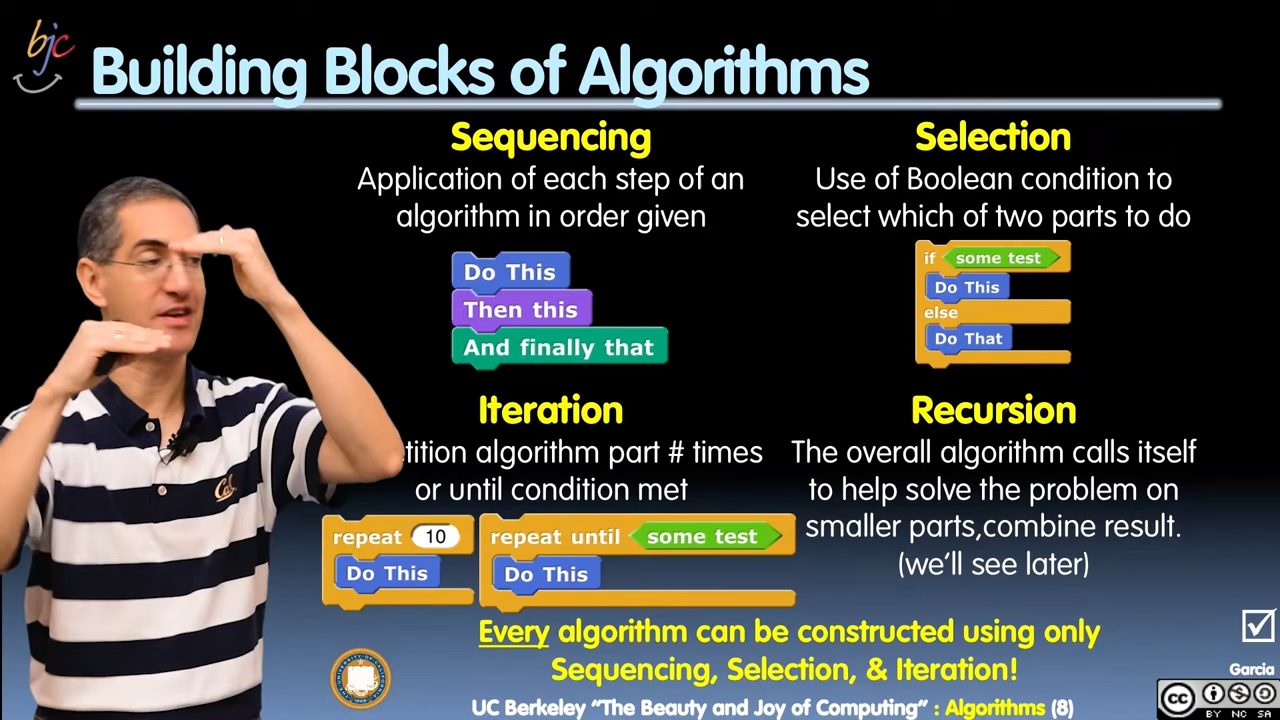 bjc
Building Blocks of Algorithms
Sequencing
Application of each step of an
algorithm in order given
Do This
Then this
And finally that
Selection
Use of Boolean condition to
select which of two parts to do
if some test
Do This
else
Do That
Iteration
tition algorithm part # times
or until condition met
repeat 10
Do This
repeat until some test
Do This
Recursion
The overall algorithm calls itself
to help solve the problem on
smaller parts,combine result.
(we'll see later)
Every algorithm can be constructed using only
Sequencing, Selection, & Iteration!
UC Berkeley "The Beauty and Joy of Computing" : Algorithms (8)
Cal
Garcia
cc
BY NC SA